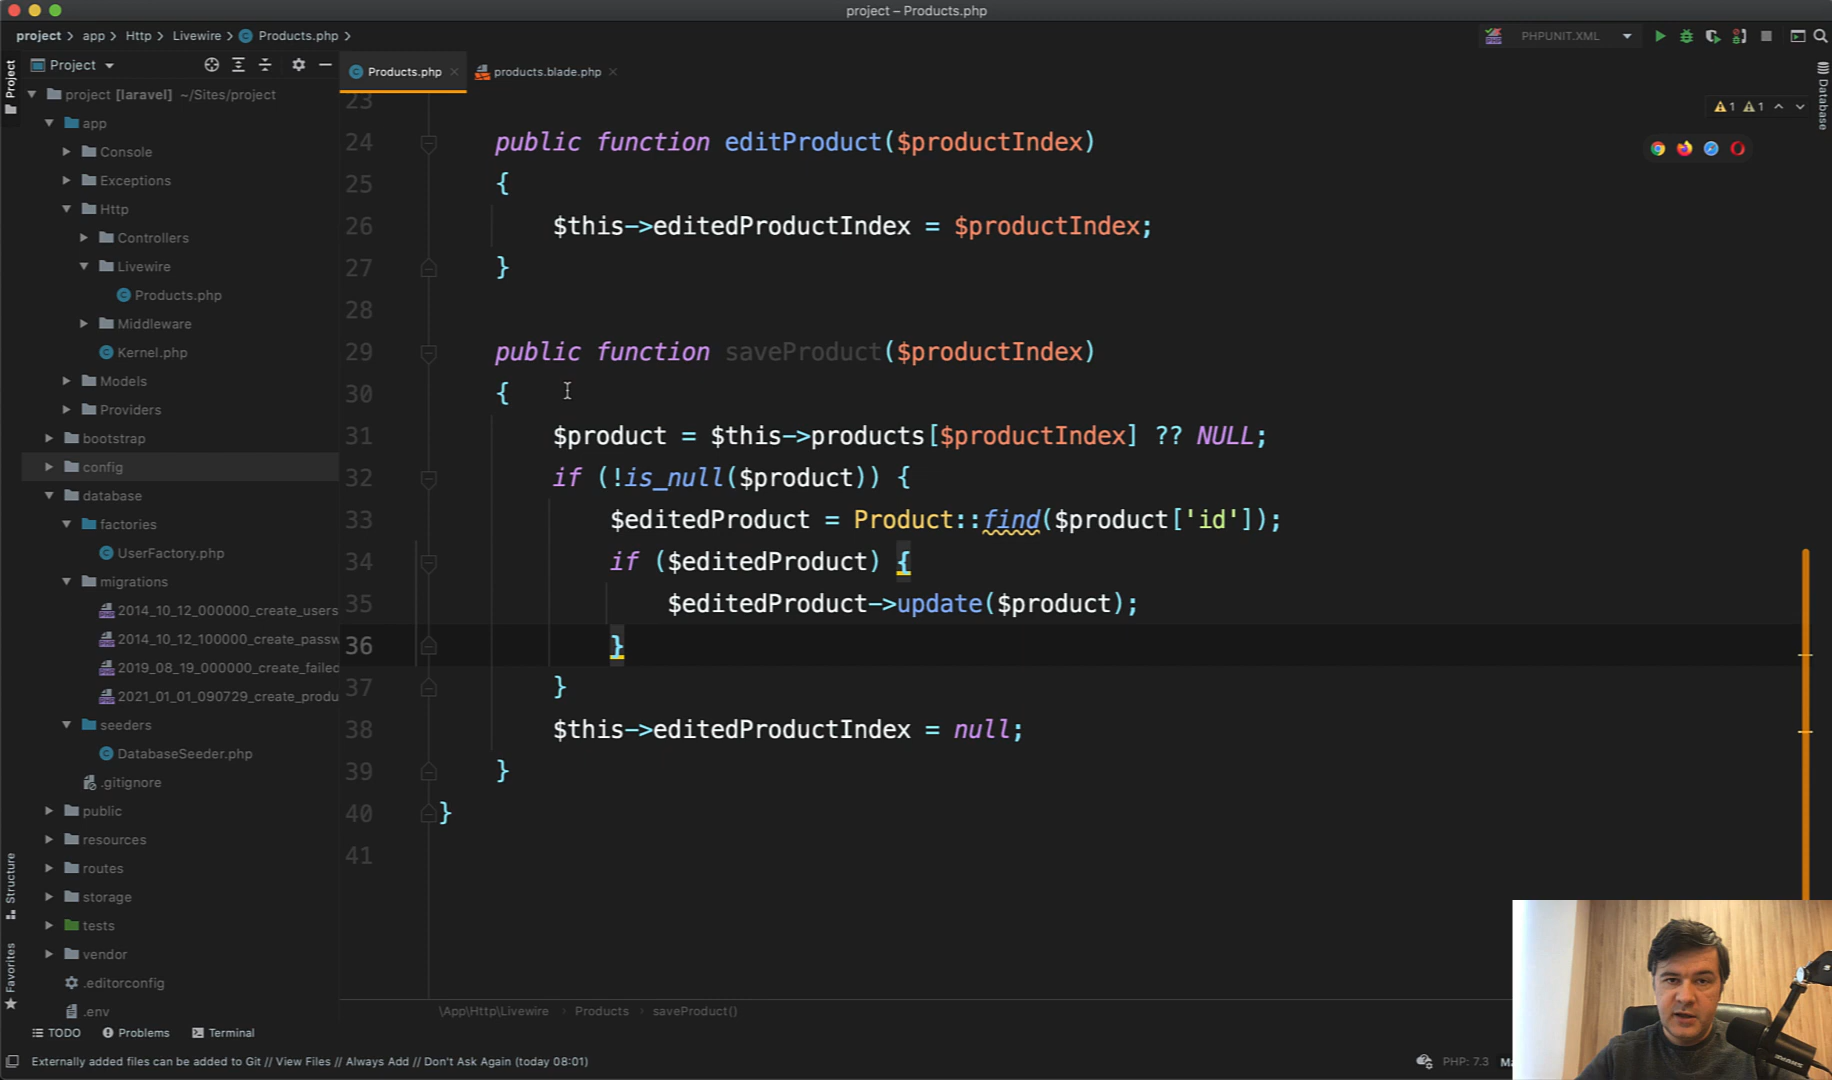 project – Products.php
project
app
Http
Livewire
Products.php
PHPUNIT.XML
Project
Project
Products.php
products.blade.php
Database
1 1
project [laravel] ~/Sites/project
app
Console
Exceptions
Http
Controllers
Livewire
Products.php
Middleware
Kernel.php
Models
Providers
bootstrap
config
database
factories
UserFactory.php
migrations
2014_10_12_000000_create_users
2014_10_12_100000_create_passw
2019_08_19_000000_create_failed
2021_01_01_090729_create_produ
seeders
DatabaseSeeder.php
.gitignore
public
resources
routes
storage
tests
vendor
.editorconfig
.env
Structure
Favorites
23
24 public function editProduct($productIndex)
25 {
26 $this->editedProductIndex = $productIndex;
27 }
28
29 public function saveProduct($productIndex)
30 {
31 $product = $this->products[$productIndex] ?? NULL;
32 if (!is_null($product)) {
33 $editedProduct = Product::find($product['id']);
34 if ($editedProduct) {
35 $editedProduct->update($product);
36 }
37 }
38 $this->editedProductIndex = null;
39 }
40 }
41
\App\Http\Livewire
Products
saveProduct()
TODO
Problems
Terminal
Externally added files can be added to Git // View Files // Always Add // Don't Ask Again (today 08:01)
PHP: 7.3